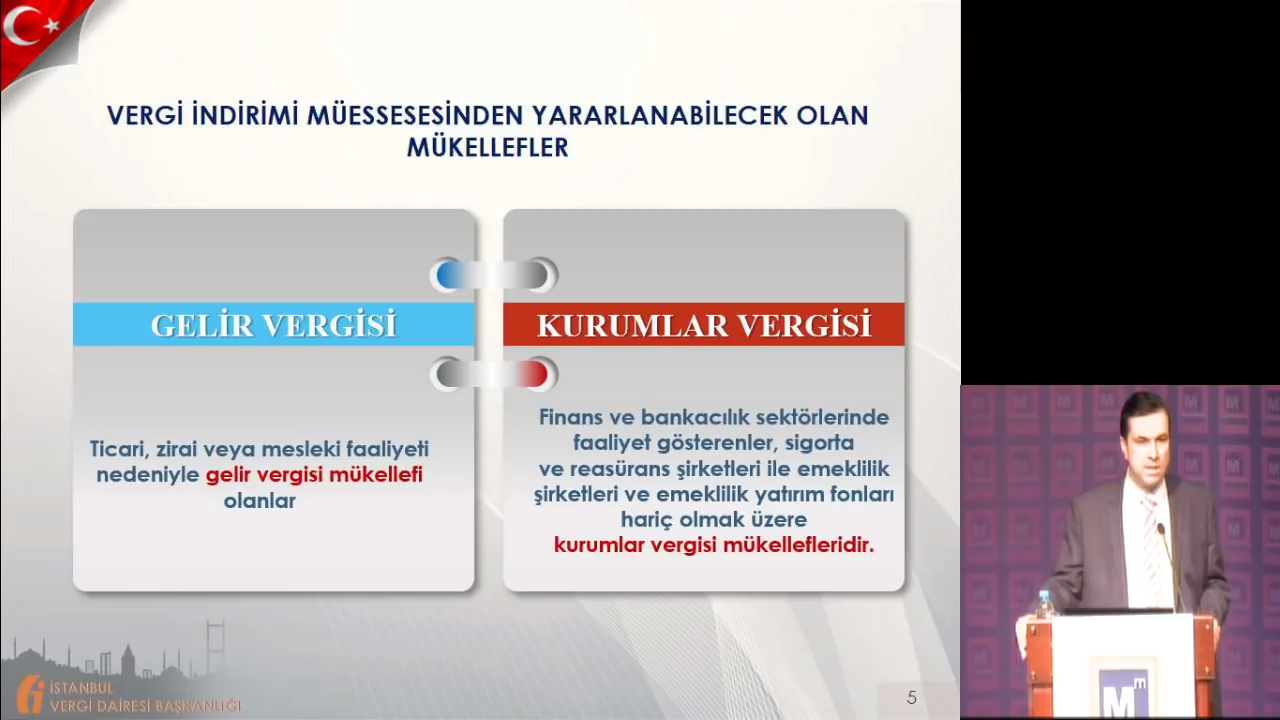 VERGİ İNDİRİMİ MÜESSESESİNDEN YARARLANABİLECEK OLAN
MÜKELLEFLER
GELİR VERGİSİ
Ticari, zirai veya mesleki faaliyeti
nedeniyle gelir vergisi mükellefi
olanlar
KURUMLAR VERGİSİ
Finans ve bankacılık sektörlerinde
faaliyet gösterenler, sigorta
ve reasürans şirketleri ile emeklilik
şirketleri ve emeklilik yatırım fonları
hariç olmak üzere
kurumlar vergisi mükellefleridir.
İSTANBUL
VERGİ DAİRESİ BAŞKANLIĞI
5
Mm